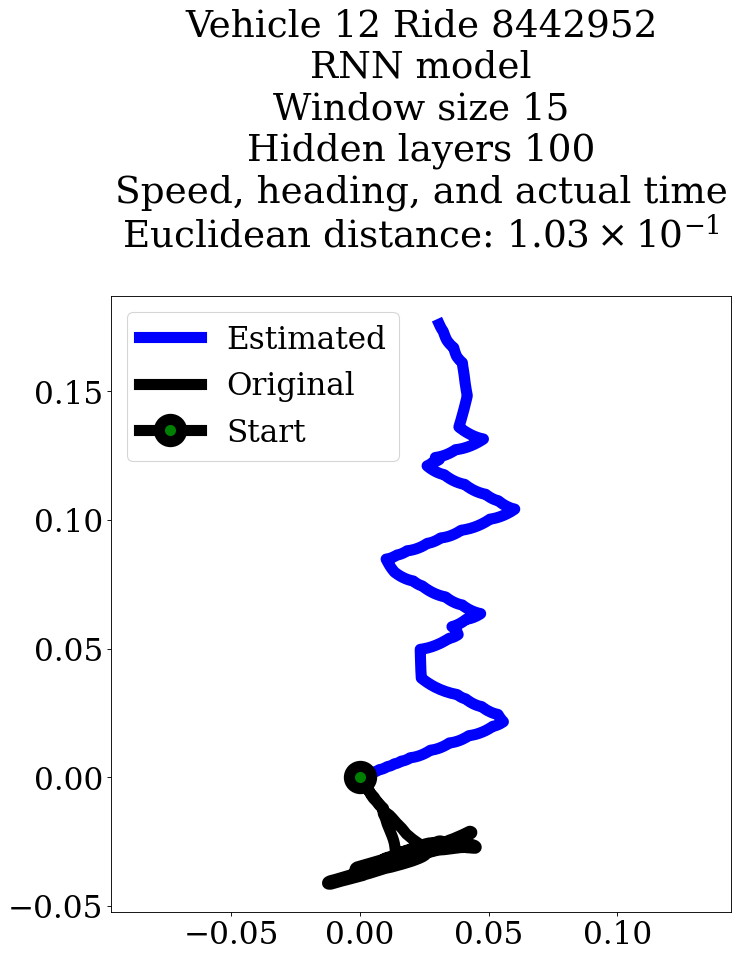 Vehicle 12 Ride 8442952
RNN model
Window size 15
Hidden layers 100
Speed, heading, and actual time
Euclidean distance: 1.03 × 10⁻¹
Estimated
Original
Start
0.15
0.10
0.05
0.00
−0.05
−0.05 0.00 0.05 0.10